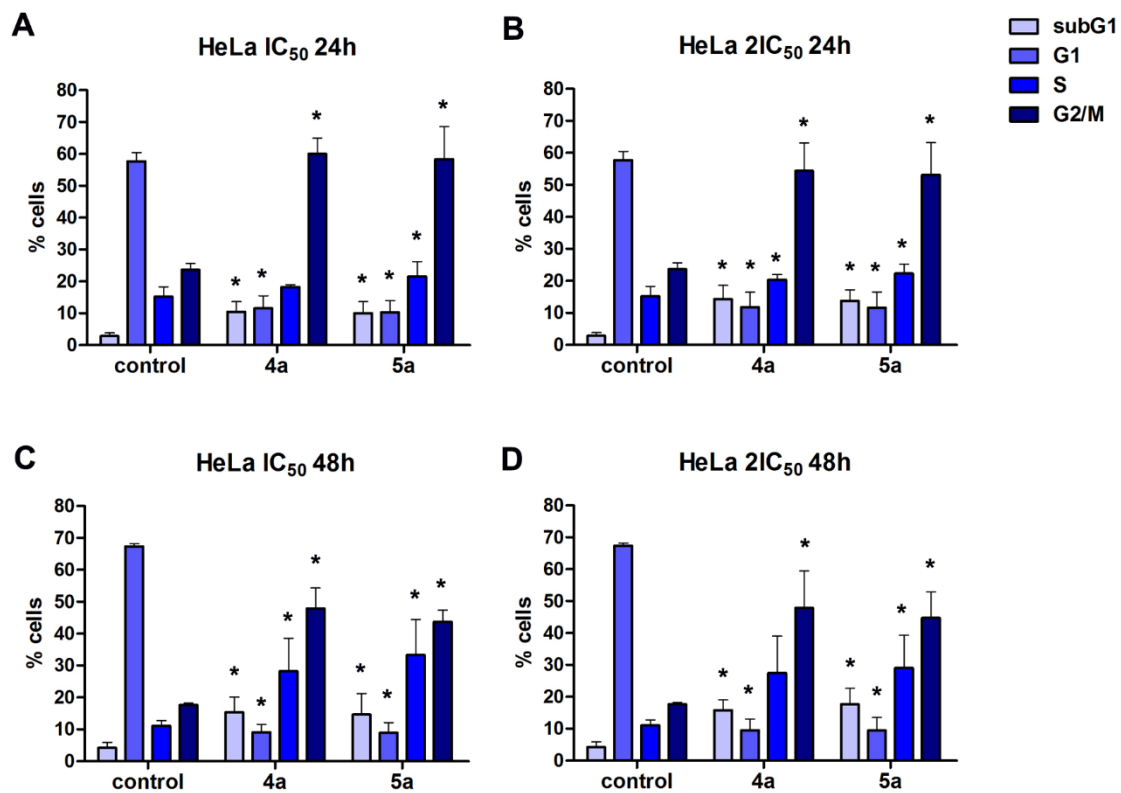 A
HeLa IC₅₀ 24h
% cells
80
70
60
50
40
30
20
10
0
* * * * * * *
control 4a 5a
B
HeLa 2IC₅₀ 24h
% cells
80
70
60
50
40
30
20
10
0
* * * * * * * *
control 4a 5a
subG1
G1
S
G2/M
C
HeLa IC₅₀ 48h
% cells
80
70
60
50
40
30
20
10
0
* * * * * * * *
control 4a 5a
D
HeLa 2IC₅₀ 48h
% cells
80
70
60
50
40
30
20
10
0
* * * * * * *
control 4a 5a